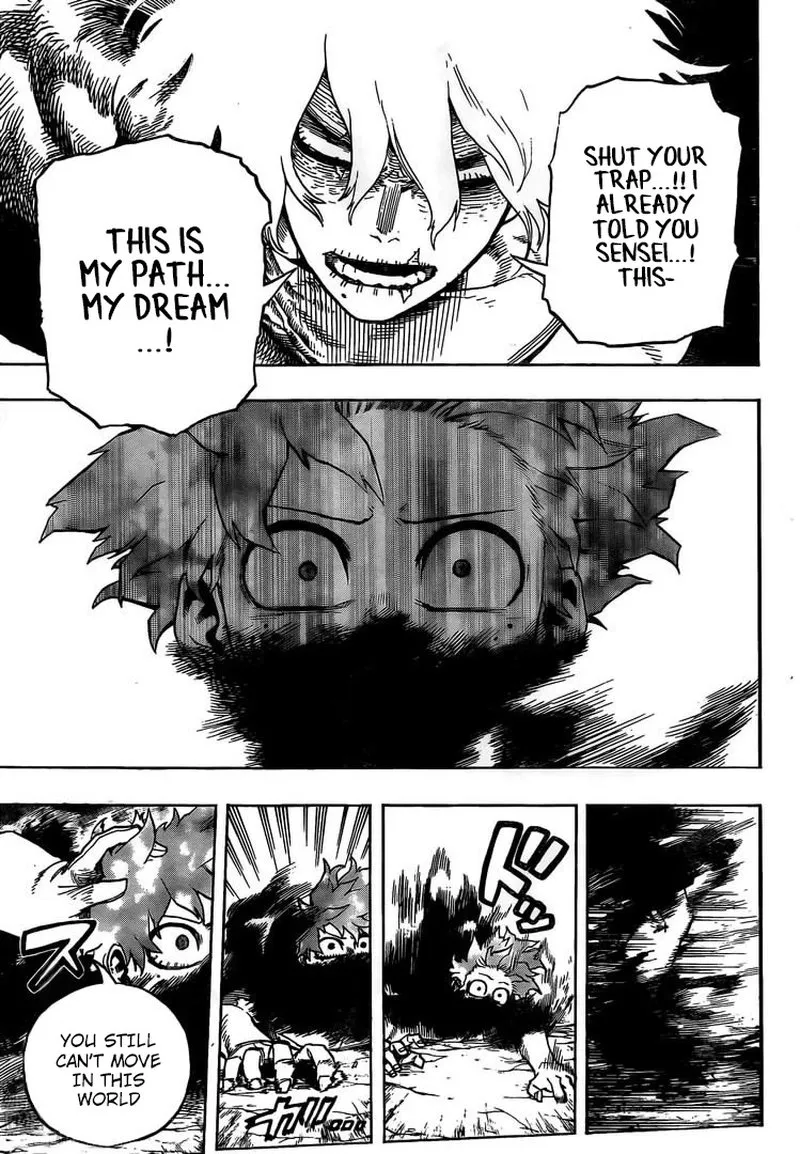 SHUT YOUR
TRAP...!! I
ALREADY
TOLD YOU
SENSEI...!
THIS-
THIS IS
MY PATH...
MY DREAM
...!
ドッ
ス
YOU STILL
CAN'T MOVE
IN THIS
WORLD